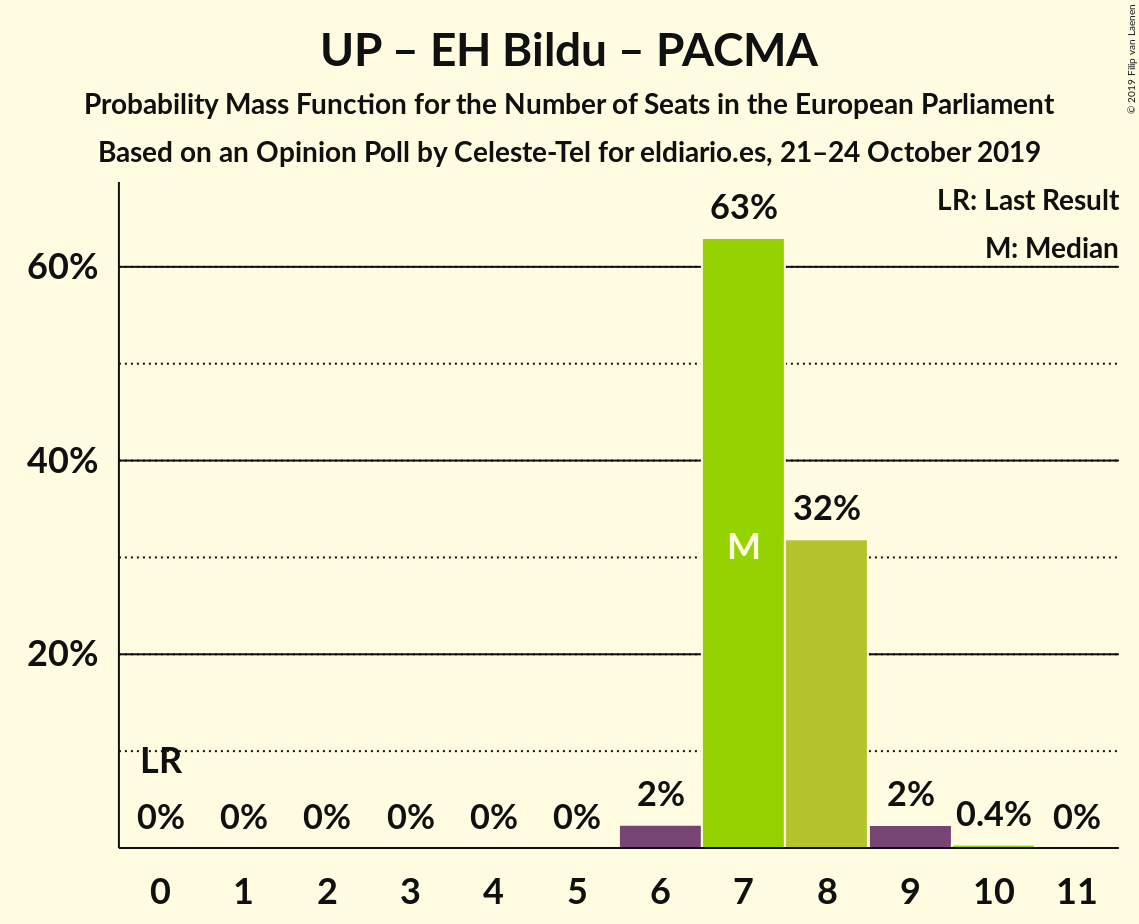 UP – EH Bildu – PACMA
Probability Mass Function for the Number of Seats in the European Parliament
Based on an Opinion Poll by Celeste-Tel for eldiario.es, 21–24 October 2019
© 2019 Filip van Laenen
LR: Last Result
M: Median
63%
60%
40%
32%
M
20%
LR
0% 0% 0% 0% 0% 0% 2% 2% 0.4% 0%
0 1 2 3 4 5 6 7 8 9 10 11